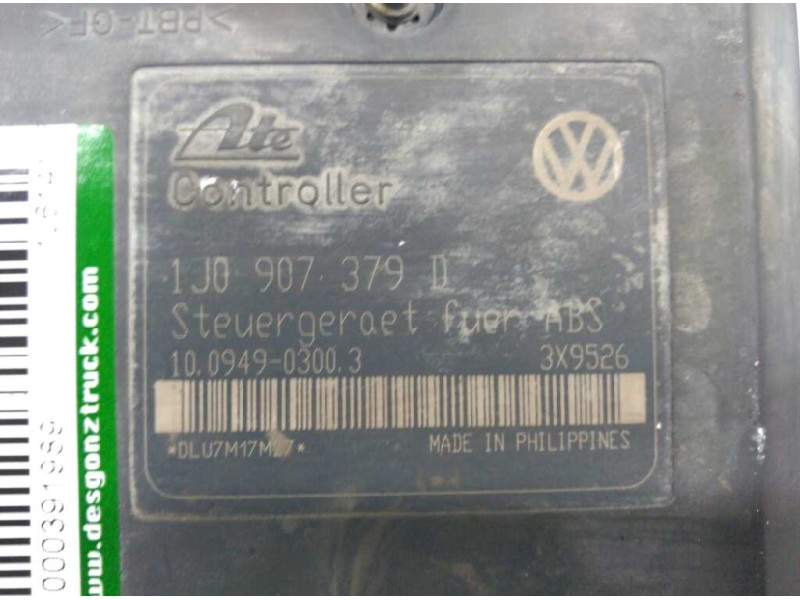 >PBT-GF<
Ate
Controller
1J0 907 379 D
Steuergeraet fuer ABS
10.0949-0300.3 3X9526
MADE IN PHILIPPINES
www.desgonztruck.com
000391989